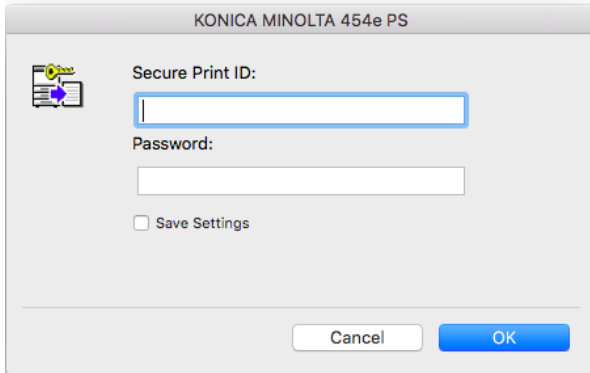 KONICA MINOLTA 454e PS
Secure Print ID:
Password:
Save Settings
Cancel
OK